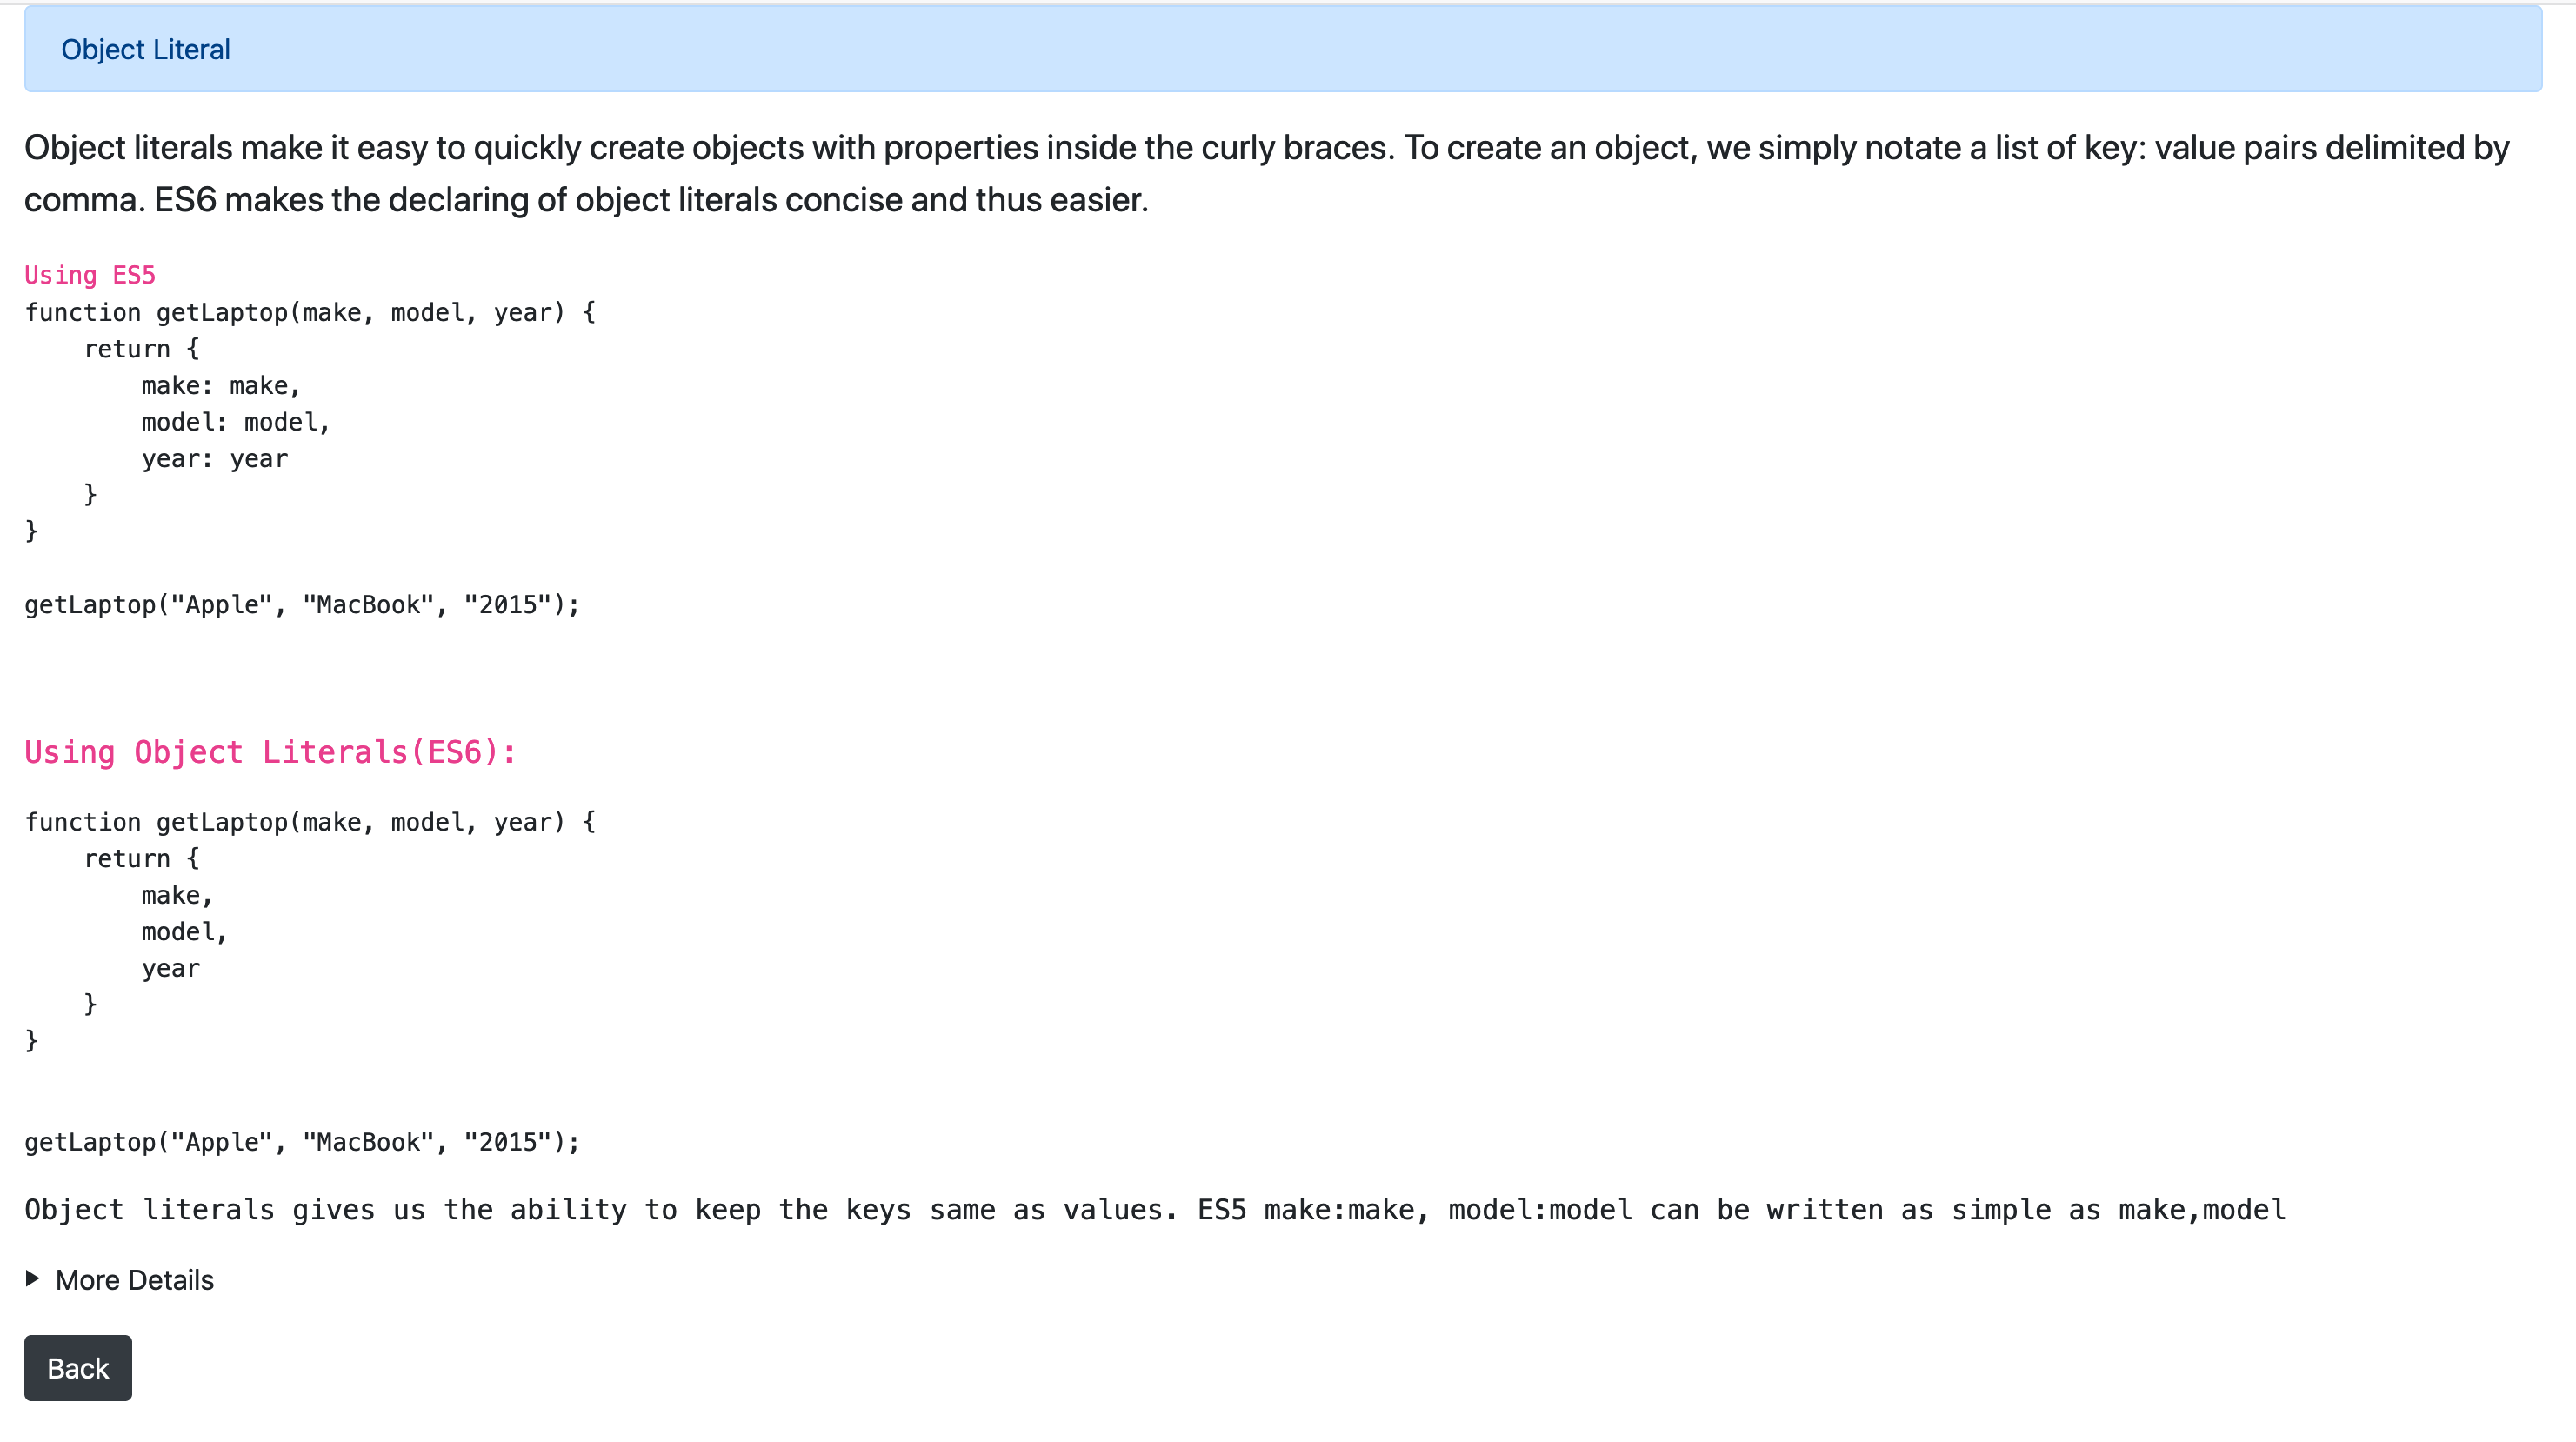 Object Literal
Object literals make it easy to quickly create objects with properties inside the curly braces. To create an object, we simply notate a list of key: value pairs delimited by
comma. ES6 makes the declaring of object literals concise and thus easier.
Using ES5
function getLaptop(make, model, year) {
    return {
        make: make,
        model: model,
        year: year
    }
}
getLaptop("Apple", "MacBook", "2015");
Using Object Literals(ES6):
function getLaptop(make, model, year) {
    return {
        make,
        model,
        year
    }
}
getLaptop("Apple", "MacBook", "2015");
Object literals gives us the ability to keep the keys same as values. ES5 make:make, model:model can be written as simple as make,model
More Details
Back